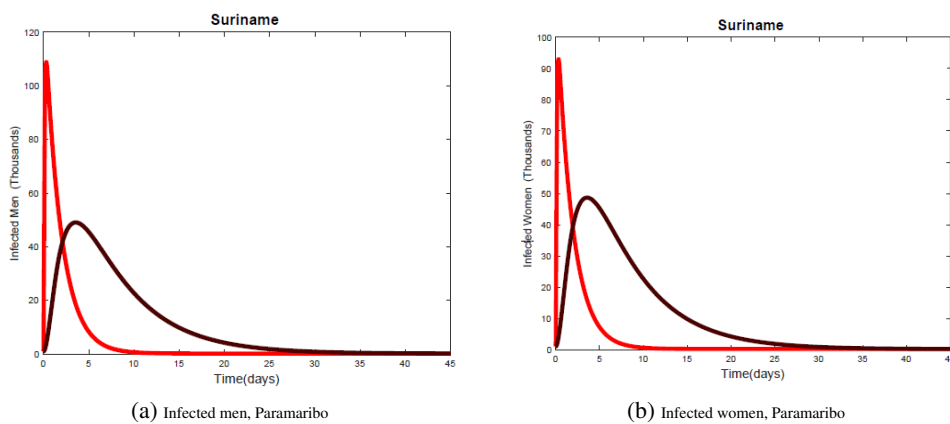 Suriname
120
100
80
60
40
20
0
Infected Men (Thousands)
0 5 10 15 20 25 30 35 40 45
Time(days)
(a) Infected men, Paramaribo
Suriname
100
90
80
70
60
50
40
30
20
10
0
Infected Women (Thousands)
0 5 10 15 20 25 30 35 40 45
Time(days)
(b) Infected women, Paramaribo